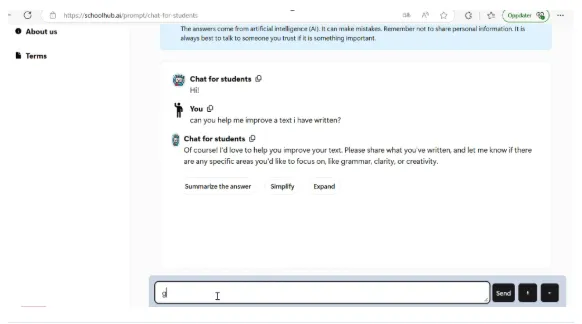 https://schoolhub.ai/prompt/chat-for-students
Oppdater
About us
The answers come from artificial intelligence (AI). It can make mistakes. Remember not to share personal information. It is
always best to talk to someone you trust if it is something important.
Terms
Chat for students
Hi!
You
can you help me improve a text i have written?
Chat for students
Of course! I'd love to help you improve your text. Please share what you've written, and let me know if there
are any specific areas you'd like to focus on, like grammar, clarity, or creativity.
Summarize the answer Simplify Expand
g
Send